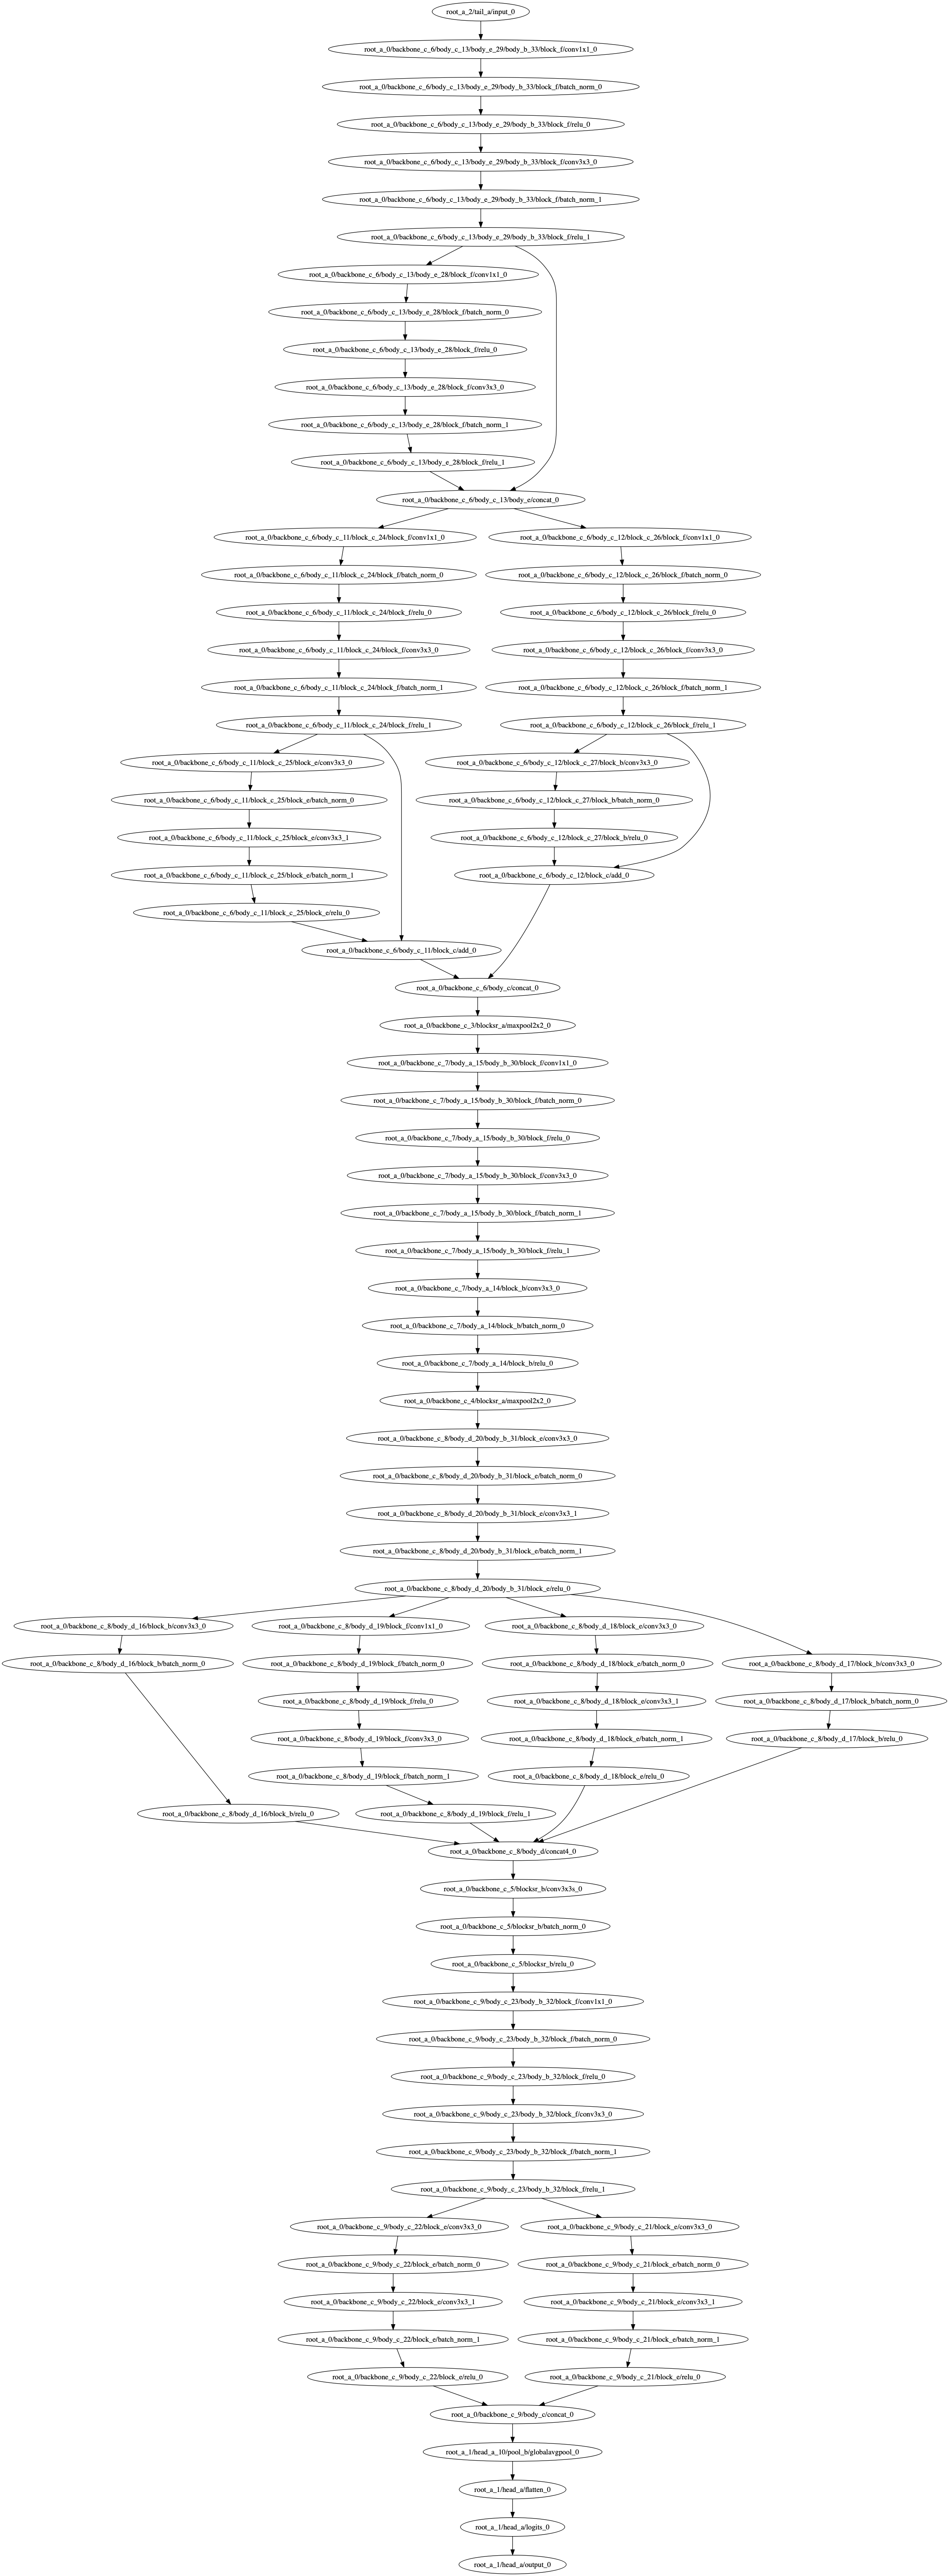 root_a_2/tail_a/input_0
root_a_0/backbone_c_6/body_c_13/body_e_29/body_b_33/block_f/conv1x1_0
root_a_0/backbone_c_6/body_c_13/body_e_29/body_b_33/block_f/batch_norm_0
root_a_0/backbone_c_6/body_c_13/body_e_29/body_b_33/block_f/relu_0
root_a_0/backbone_c_6/body_c_13/body_e_29/body_b_33/block_f/conv3x3_0
root_a_0/backbone_c_6/body_c_13/body_e_29/body_b_33/block_f/batch_norm_1
root_a_0/backbone_c_6/body_c_13/body_e_29/body_b_33/block_f/relu_1
root_a_0/backbone_c_6/body_c_13/body_e_28/block_f/conv1x1_0
root_a_0/backbone_c_6/body_c_13/body_e_28/block_f/batch_norm_0
root_a_0/backbone_c_6/body_c_13/body_e_28/block_f/relu_0
root_a_0/backbone_c_6/body_c_13/body_e_28/block_f/conv3x3_0
root_a_0/backbone_c_6/body_c_13/body_e_28/block_f/batch_norm_1
root_a_0/backbone_c_6/body_c_13/body_e_28/block_f/relu_1
root_a_0/backbone_c_6/body_c_13/body_e/concat_0
root_a_0/backbone_c_6/body_c_11/block_c_24/block_f/conv1x1_0
root_a_0/backbone_c_6/body_c_12/block_c_26/block_f/conv1x1_0
root_a_0/backbone_c_6/body_c_11/block_c_24/block_f/batch_norm_0
root_a_0/backbone_c_6/body_c_12/block_c_26/block_f/batch_norm_0
root_a_0/backbone_c_6/body_c_11/block_c_24/block_f/relu_0
root_a_0/backbone_c_6/body_c_12/block_c_26/block_f/relu_0
root_a_0/backbone_c_6/body_c_11/block_c_24/block_f/conv3x3_0
root_a_0/backbone_c_6/body_c_12/block_c_26/block_f/conv3x3_0
root_a_0/backbone_c_6/body_c_11/block_c_24/block_f/batch_norm_1
root_a_0/backbone_c_6/body_c_12/block_c_26/block_f/batch_norm_1
root_a_0/backbone_c_6/body_c_11/block_c_24/block_f/relu_1
root_a_0/backbone_c_6/body_c_12/block_c_26/block_f/relu_1
root_a_0/backbone_c_6/body_c_11/block_c_25/block_e/conv3x3_0
root_a_0/backbone_c_6/body_c_12/block_c_27/block_b/conv3x3_0
root_a_0/backbone_c_6/body_c_11/block_c_25/block_e/batch_norm_0
root_a_0/backbone_c_6/body_c_12/block_c_27/block_b/batch_norm_0
root_a_0/backbone_c_6/body_c_11/block_c_25/block_e/conv3x3_1
root_a_0/backbone_c_6/body_c_12/block_c_27/block_b/relu_0
root_a_0/backbone_c_6/body_c_11/block_c_25/block_e/batch_norm_1
root_a_0/backbone_c_6/body_c_12/block_c/add_0
root_a_0/backbone_c_6/body_c_11/block_c_25/block_e/relu_0
root_a_0/backbone_c_6/body_c_11/block_c/add_0
root_a_0/backbone_c_6/body_c/concat_0
root_a_0/backbone_c_3/blocksr_a/maxpool2x2_0
root_a_0/backbone_c_7/body_a_15/body_b_30/block_f/conv1x1_0
root_a_0/backbone_c_7/body_a_15/body_b_30/block_f/batch_norm_0
root_a_0/backbone_c_7/body_a_15/body_b_30/block_f/relu_0
root_a_0/backbone_c_7/body_a_15/body_b_30/block_f/conv3x3_0
root_a_0/backbone_c_7/body_a_15/body_b_30/block_f/batch_norm_1
root_a_0/backbone_c_7/body_a_15/body_b_30/block_f/relu_1
root_a_0/backbone_c_7/body_a_14/block_b/conv3x3_0
root_a_0/backbone_c_7/body_a_14/block_b/batch_norm_0
root_a_0/backbone_c_7/body_a_14/block_b/relu_0
root_a_0/backbone_c_4/blocksr_a/maxpool2x2_0
root_a_0/backbone_c_8/body_d_20/body_b_31/block_e/conv3x3_0
root_a_0/backbone_c_8/body_d_20/body_b_31/block_e/batch_norm_0
root_a_0/backbone_c_8/body_d_20/body_b_31/block_e/conv3x3_1
root_a_0/backbone_c_8/body_d_20/body_b_31/block_e/batch_norm_1
root_a_0/backbone_c_8/body_d_20/body_b_31/block_e/relu_0
root_a_0/backbone_c_8/body_d_16/block_b/conv3x3_0
root_a_0/backbone_c_8/body_d_19/block_f/conv1x1_0
root_a_0/backbone_c_8/body_d_18/block_e/conv3x3_0
root_a_0/backbone_c_8/body_d_16/block_b/batch_norm_0
root_a_0/backbone_c_8/body_d_19/block_f/batch_norm_0
root_a_0/backbone_c_8/body_d_18/block_e/batch_norm_0
root_a_0/backbone_c_8/body_d_17/block_b/conv3x3_0
root_a_0/backbone_c_8/body_d_19/block_f/relu_0
root_a_0/backbone_c_8/body_d_18/block_e/conv3x3_1
root_a_0/backbone_c_8/body_d_17/block_b/batch_norm_0
root_a_0/backbone_c_8/body_d_19/block_f/conv3x3_0
root_a_0/backbone_c_8/body_d_18/block_e/batch_norm_1
root_a_0/backbone_c_8/body_d_17/block_b/relu_0
root_a_0/backbone_c_8/body_d_19/block_f/batch_norm_1
root_a_0/backbone_c_8/body_d_18/block_e/relu_0
root_a_0/backbone_c_8/body_d_16/block_b/relu_0
root_a_0/backbone_c_8/body_d_19/block_f/relu_1
root_a_0/backbone_c_8/body_d/concat4_0
root_a_0/backbone_c_5/blocksr_b/conv3x3s_0
root_a_0/backbone_c_5/blocksr_b/batch_norm_0
root_a_0/backbone_c_5/blocksr_b/relu_0
root_a_0/backbone_c_9/body_c_23/body_b_32/block_f/conv1x1_0
root_a_0/backbone_c_9/body_c_23/body_b_32/block_f/batch_norm_0
root_a_0/backbone_c_9/body_c_23/body_b_32/block_f/relu_0
root_a_0/backbone_c_9/body_c_23/body_b_32/block_f/conv3x3_0
root_a_0/backbone_c_9/body_c_23/body_b_32/block_f/batch_norm_1
root_a_0/backbone_c_9/body_c_23/body_b_32/block_f/relu_1
root_a_0/backbone_c_9/body_c_22/block_e/conv3x3_0
root_a_0/backbone_c_9/body_c_21/block_e/conv3x3_0
root_a_0/backbone_c_9/body_c_22/block_e/batch_norm_0
root_a_0/backbone_c_9/body_c_21/block_e/batch_norm_0
root_a_0/backbone_c_9/body_c_22/block_e/conv3x3_1
root_a_0/backbone_c_9/body_c_21/block_e/conv3x3_1
root_a_0/backbone_c_9/body_c_22/block_e/batch_norm_1
root_a_0/backbone_c_9/body_c_21/block_e/batch_norm_1
root_a_0/backbone_c_9/body_c_22/block_e/relu_0
root_a_0/backbone_c_9/body_c_21/block_e/relu_0
root_a_0/backbone_c_9/body_c/concat_0
root_a_1/head_a_10/pool_b/globalavgpool_0
root_a_1/head_a/flatten_0
root_a_1/head_a/logits_0
root_a_1/head_a/output_0